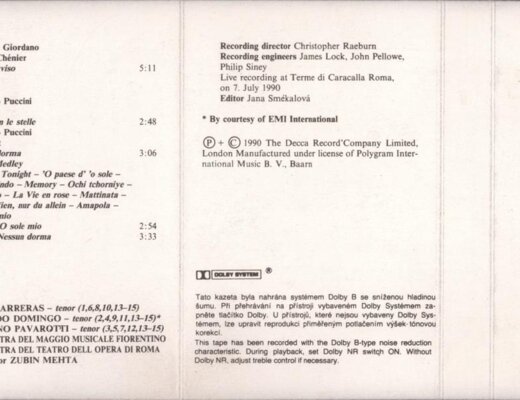 Giordano
Chénier
viso 5:11
Puccini
n le stelle 2:48
Puccini
dorma 3:06
Medley
Tonight – 'O paese d' 'o sole –
ndo – Memory – Ochi tchorniye –
o – La Vie en rose – Mattinata –
ien, nur du allein – Amapola –
mio
O sole mio 2:54
Nessun dorma 3:33
ARRERAS – tenor (1,6,8,10,13–15)
DO DOMINGO – tenor (2,4,9,11,13–15)*
NO PAVAROTTI – tenor (3,5,7,12,13–15)
TRA DEL MAGGIO MUSICALE FIORENTINO
TRA DEL TEATRO DELL OPERA DI ROMA
or ZUBIN MEHTA
Recording director Christopher Raeburn
Recording engineers James Lock, John Pellowe,
Philip Siney
Live recording at Terme di Caracalla Roma,
on 7. July 1990
Editor Jana Smékalová
* By courtesy of EMI International
Ⓟ + Ⓒ 1990 The Decca Record Company Limited,
London Manufactured under license of Polygram Inter-
national Music B. V., Baarn
DOLBY SYSTEM ®
Tato kazeta byla nahrána systémem Dolby B se sníženou hladinou
šumu. Při přehrávání na přístroji vybaveném Dolby Systémem za-
pněte tlačítko Dolby. U přístrojů, které nejsou vybaveny Dolby Sys-
témem, lze upravit reprodukci přiměřeným potlačením výšek-tónovou
korekcí.
This tape has been recorded with the Dolby B-type noise reduction
characteristic. During playback, set Dolby NR switch ON. Without
Dolby NR, adjust treble control if necessary.